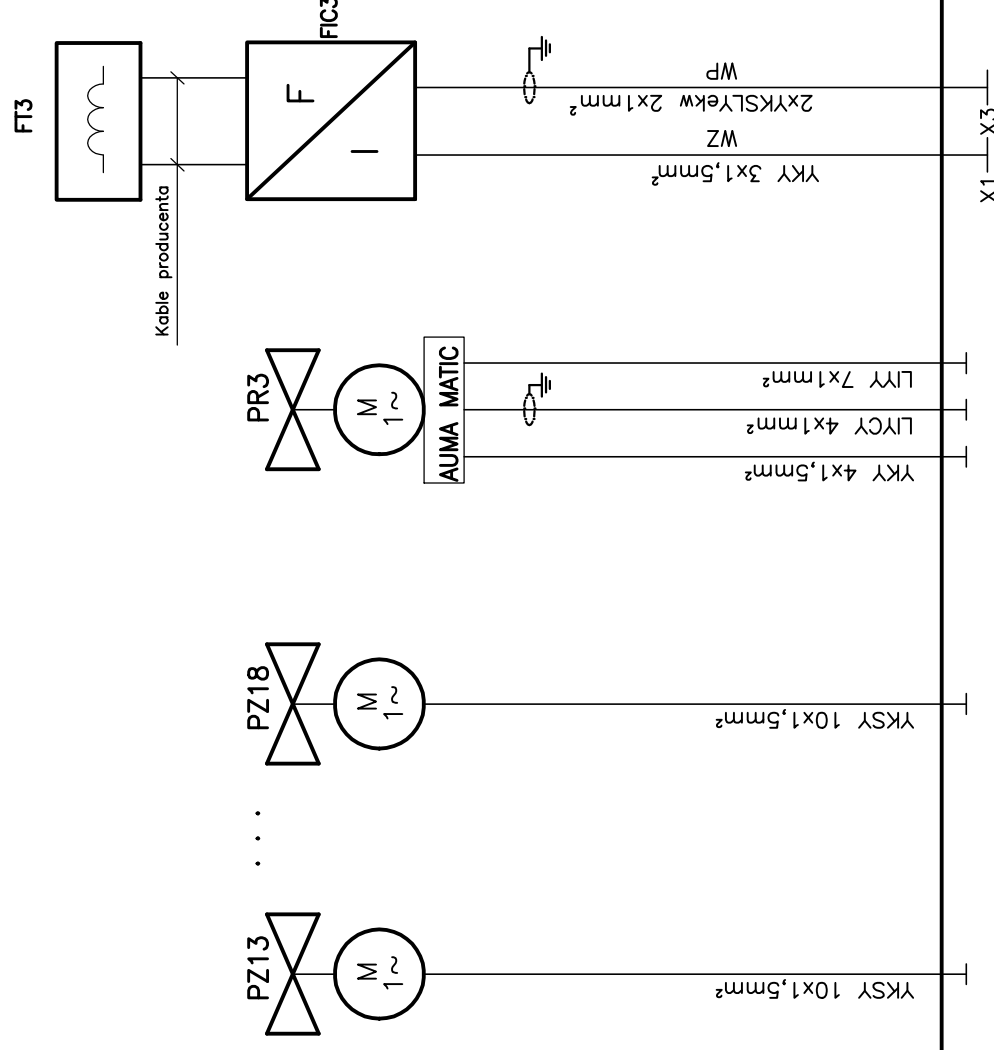 FT3
Kable producenta
FIC3
F
I
WP
2xYKSLYekw 2x1mm²
WZ
YKY 3x1,5mm²
X3
X1
PR3
M
1~
AUMA MATIC
LIYY 7x1mm²
LIYCY 4x1mm²
YKY 4x1,5mm²
PZ18
M
1~
YKSY 10x1,5mm²
. . .
PZ13
M
1~
YKSY 10x1,5mm²